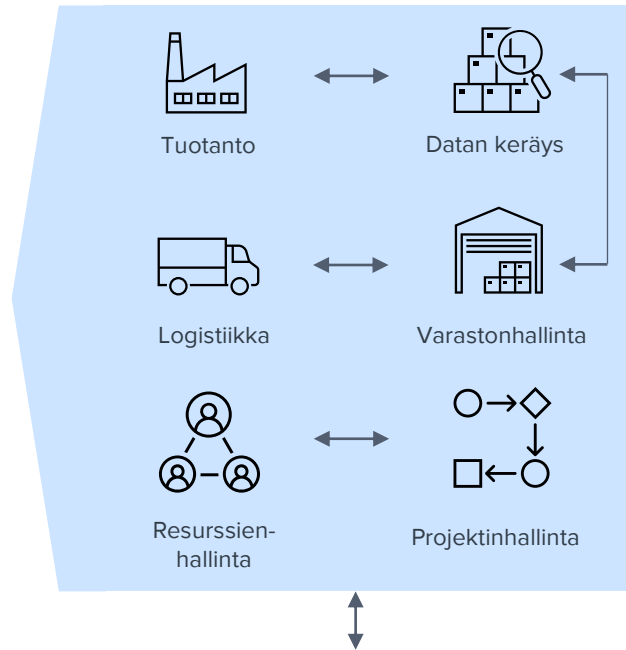 Tuotanto
Datan keräys
Logistiikka
Varastonhallinta
Resurssien-
hallinta
Projektinhallinta